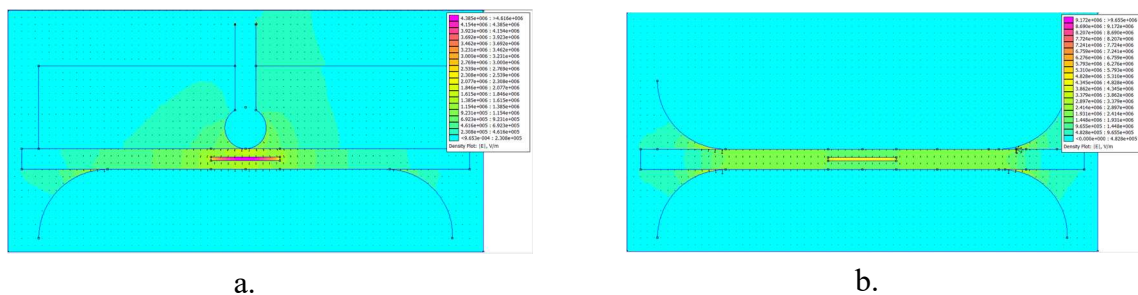 4.385e+006 : >4.616e+006
4.154e+006 : 4.385e+006
3.923e+006 : 4.154e+006
3.692e+006 : 3.923e+006
3.462e+006 : 3.692e+006
3.231e+006 : 3.462e+006
3.000e+006 : 3.231e+006
2.769e+006 : 3.000e+006
2.539e+006 : 2.769e+006
2.308e+006 : 2.539e+006
2.077e+006 : 2.308e+006
1.846e+006 : 2.077e+006
1.615e+006 : 1.846e+006
1.385e+006 : 1.615e+006
1.154e+006 : 1.385e+006
9.231e+005 : 1.154e+006
6.923e+005 : 9.231e+005
4.616e+005 : 6.923e+005
2.308e+005 : 4.616e+005
: 2.308e+005
Density Plot: |E|, V/m
a.
9.172e+006 : >9.655e+006
8.690e+006 : 9.172e+006
8.207e+006 : 8.690e+006
7.724e+006 : 8.207e+006
7.241e+006 : 7.724e+006
6.759e+006 : 7.241e+006
6.276e+006 : 6.759e+006
5.793e+006 : 6.276e+006
5.310e+006 : 5.793e+006
4.828e+006 : 5.310e+006
4.345e+006 : 4.828e+006
3.862e+006 : 4.345e+006
3.379e+006 : 3.862e+006
2.897e+006 : 3.379e+006
2.414e+006 : 2.897e+006
1.931e+006 : 2.414e+006
1.448e+006 : 1.931e+006
9.655e+005 : 1.448e+006
4.828e+005 : 9.655e+005
<0.000e+000 : 4.828e+005
Density Plot: |E|, V/m
b.